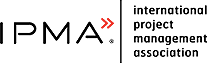 IPMA®
international
project
management
association